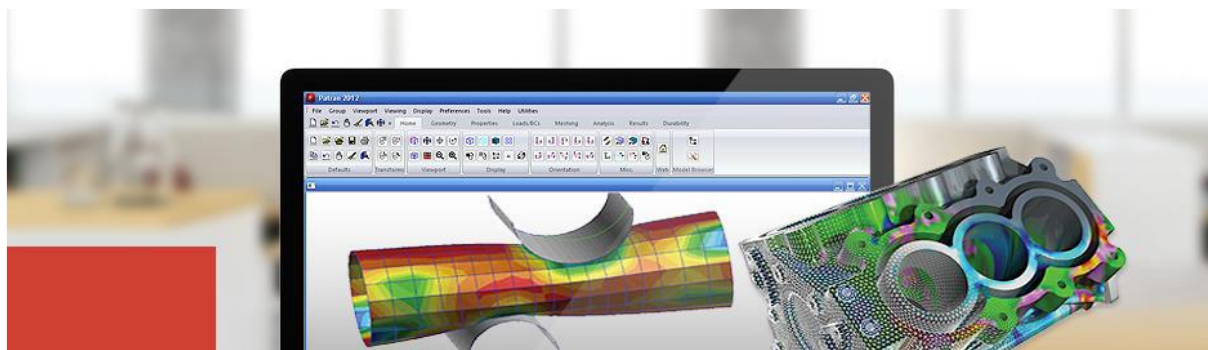 Patran 2012
File Group Viewport Viewing Display Preferences Tools Help Utilities
Home Geometry Properties Loads/BCs Meshing Analysis Results Durability
Defaults Transforms Viewport Display Orientation Misc. Web Model Browser